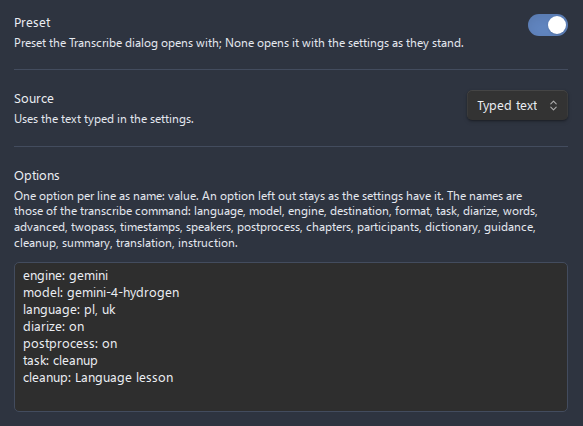 Preset
Preset the Transcribe dialog opens with; None opens it with the settings as they stand.
Source
Uses the text typed in the settings.
Typed text
Options
One option per line as name: value. An option left out stays as the settings have it. The names are
those of the transcribe command: language, model, engine, destination, format, task, diarize, words,
advanced, twopass, timestamps, speakers, postprocess, chapters, participants, dictionary, guidance,
cleanup, summary, translation, instruction.
engine: gemini
model: gemini-4-hydrogen
language: pl, uk
diarize: on
postprocess: on
task: cleanup
cleanup: Language lesson